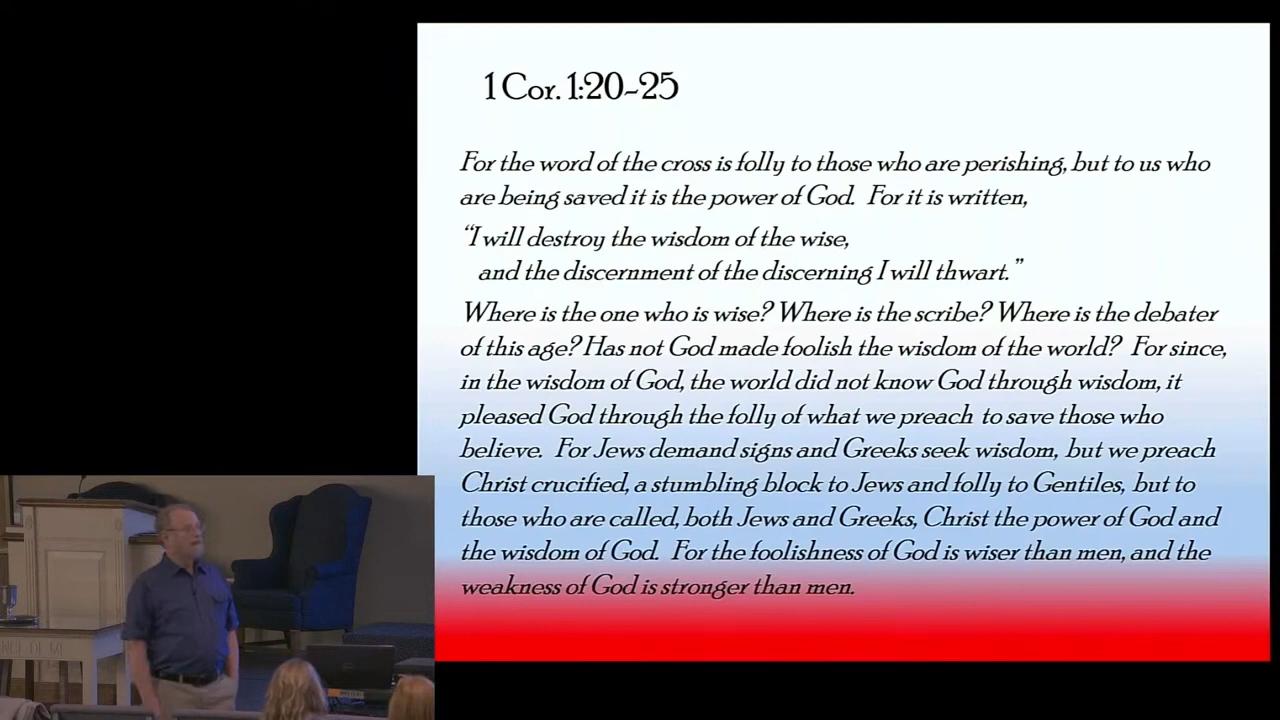 1 Cor. 1:20-25
For the word of the cross is folly to those who are perishing, but to us who
are being saved it is the power of God. For it is written,
“I will destroy the wisdom of the wise,
and the discernment of the discerning I will thwart.”
Where is the one who is wise? Where is the scribe? Where is the debater
of this age? Has not God made foolish the wisdom of the world? For since,
in the wisdom of God, the world did not know God through wisdom, it
pleased God through the folly of what we preach to save those who
believe. For Jews demand signs and Greeks seek wisdom, but we preach
Christ crucified, a stumbling block to Jews and folly to Gentiles, but to
those who are called, both Jews and Greeks, Christ the power of God and
the wisdom of God. For the foolishness of God is wiser than men, and the
weakness of God is stronger than men.